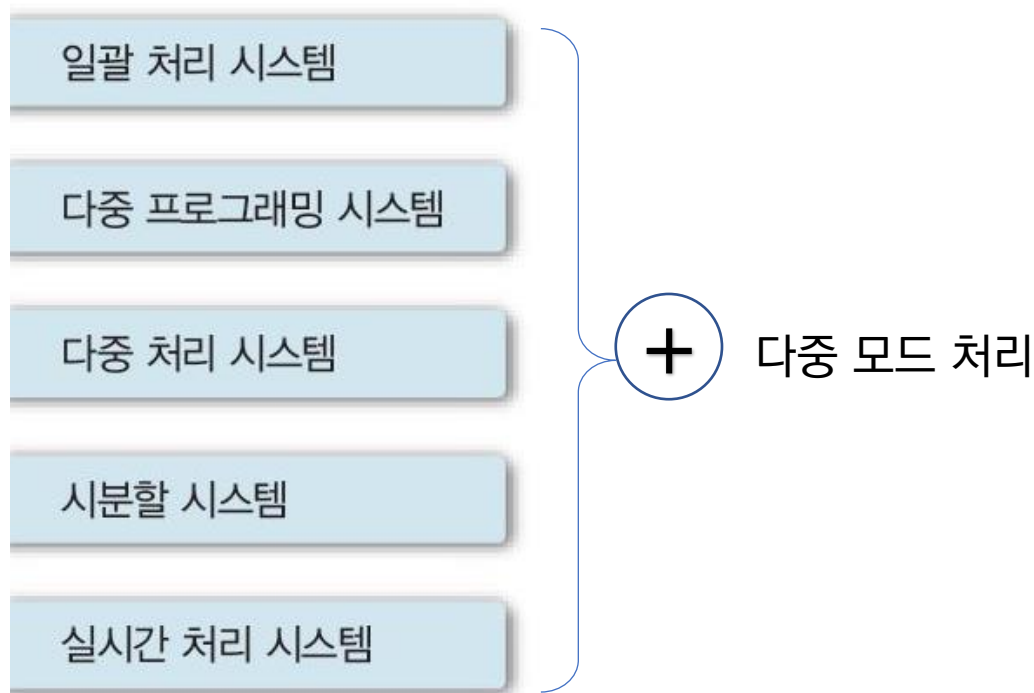 일괄 처리 시스템
다중 프로그래밍 시스템
다중 처리 시스템
+ 다중 모드 처리
시분할 시스템
실시간 처리 시스템